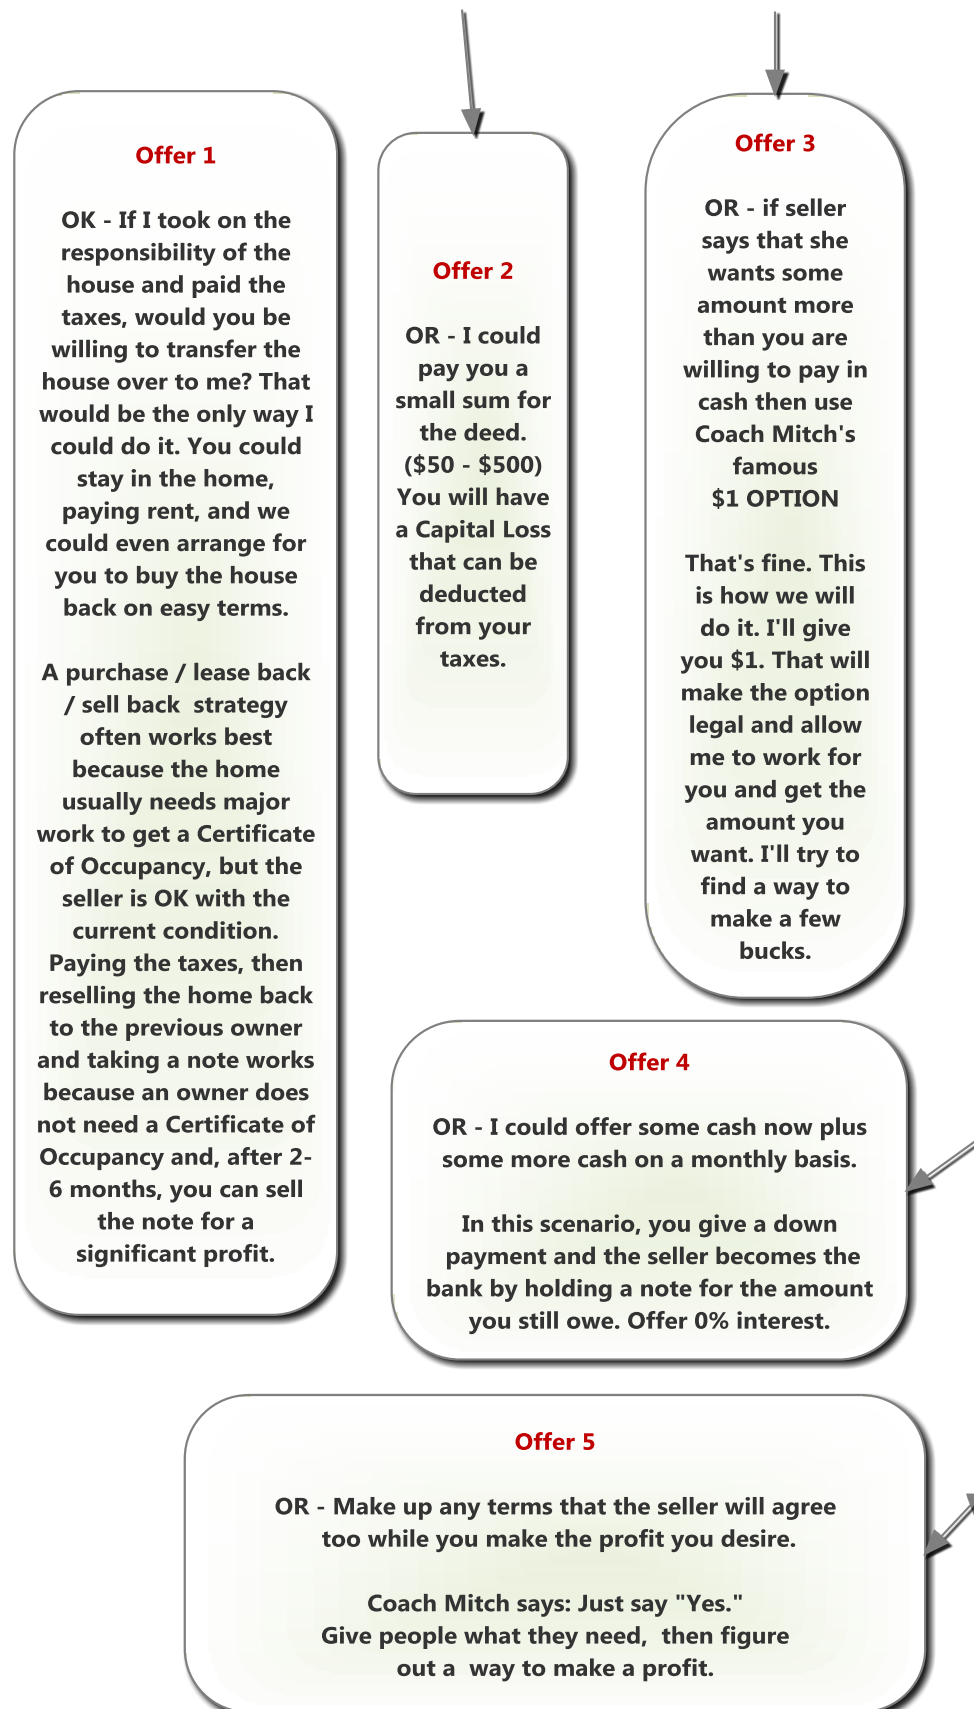 Offer 1
OK - If I took on the
responsibility of the
house and paid the
taxes, would you be
willing to transfer the
house over to me? That
would be the only way I
could do it. You could
stay in the home,
paying rent, and we
could even arrange for
you to buy the house
back on easy terms.
A purchase / lease back
/ sell back  strategy
often works best
because the home
usually needs major
work to get a Certificate
of Occupancy, but the
seller is OK with the
current condition.
Paying the taxes, then
reselling the home back
to the previous owner
and taking a note works
because an owner does
not need a Certificate of
Occupancy and, after 2-
6 months, you can sell
the note for a
significant profit.
Offer 2
OR - I could
pay you a
small sum for
the deed.
($50 - $500)
You will have
a Capital Loss
that can be
deducted
from your
taxes.
Offer 3
OR - if seller
says that she
wants some
amount more
than you are
willing to pay in
cash then use
Coach Mitch's
famous
$1 OPTION
That's fine. This
is how we will
do it. I'll give
you $1. That will
make the option
legal and allow
me to work for
you and get the
amount you
want. I'll try to
find a way to
make a few
bucks.
Offer 4
OR - I could offer some cash now plus
some more cash on a monthly basis.
In this scenario, you give a down
payment and the seller becomes the
bank by holding a note for the amount
you still owe. Offer 0% interest.
Offer 5
OR - Make up any terms that the seller will agree
too while you make the profit you desire.
Coach Mitch says: Just say "Yes."
Give people what they need,  then figure
out a  way to make a profit.